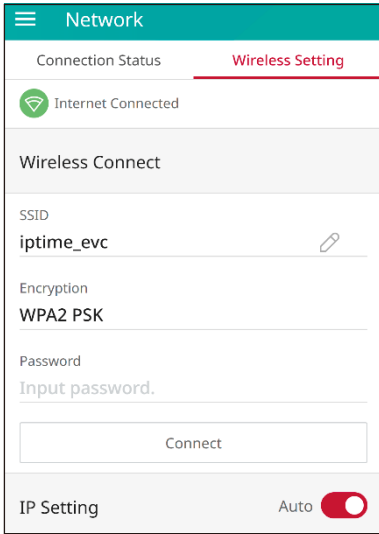 Network
Connection Status Wireless Setting
Internet Connected
Wireless Connect
SSID
iptime_evc
Encryption
WPA2 PSK
Password
Input password.
Connect
IP Setting Auto